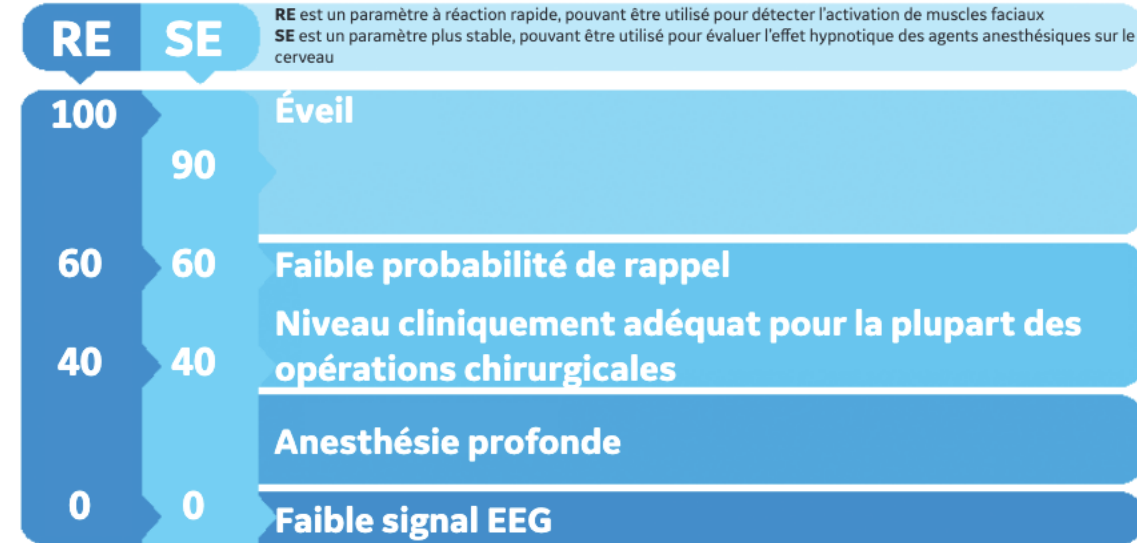 RE SE
RE est un paramètre à réaction rapide, pouvant être utilisé pour détecter l'activation de muscles faciaux
SE est un paramètre plus stable, pouvant être utilisé pour évaluer l'effet hypnotique des agents anesthésiques sur le
cerveau
100 Éveil
90
60 60 Faible probabilité de rappel
Niveau cliniquement adéquat pour la plupart des
40 40 opérations chirurgicales
Anesthésie profonde
0 0 Faible signal EEG